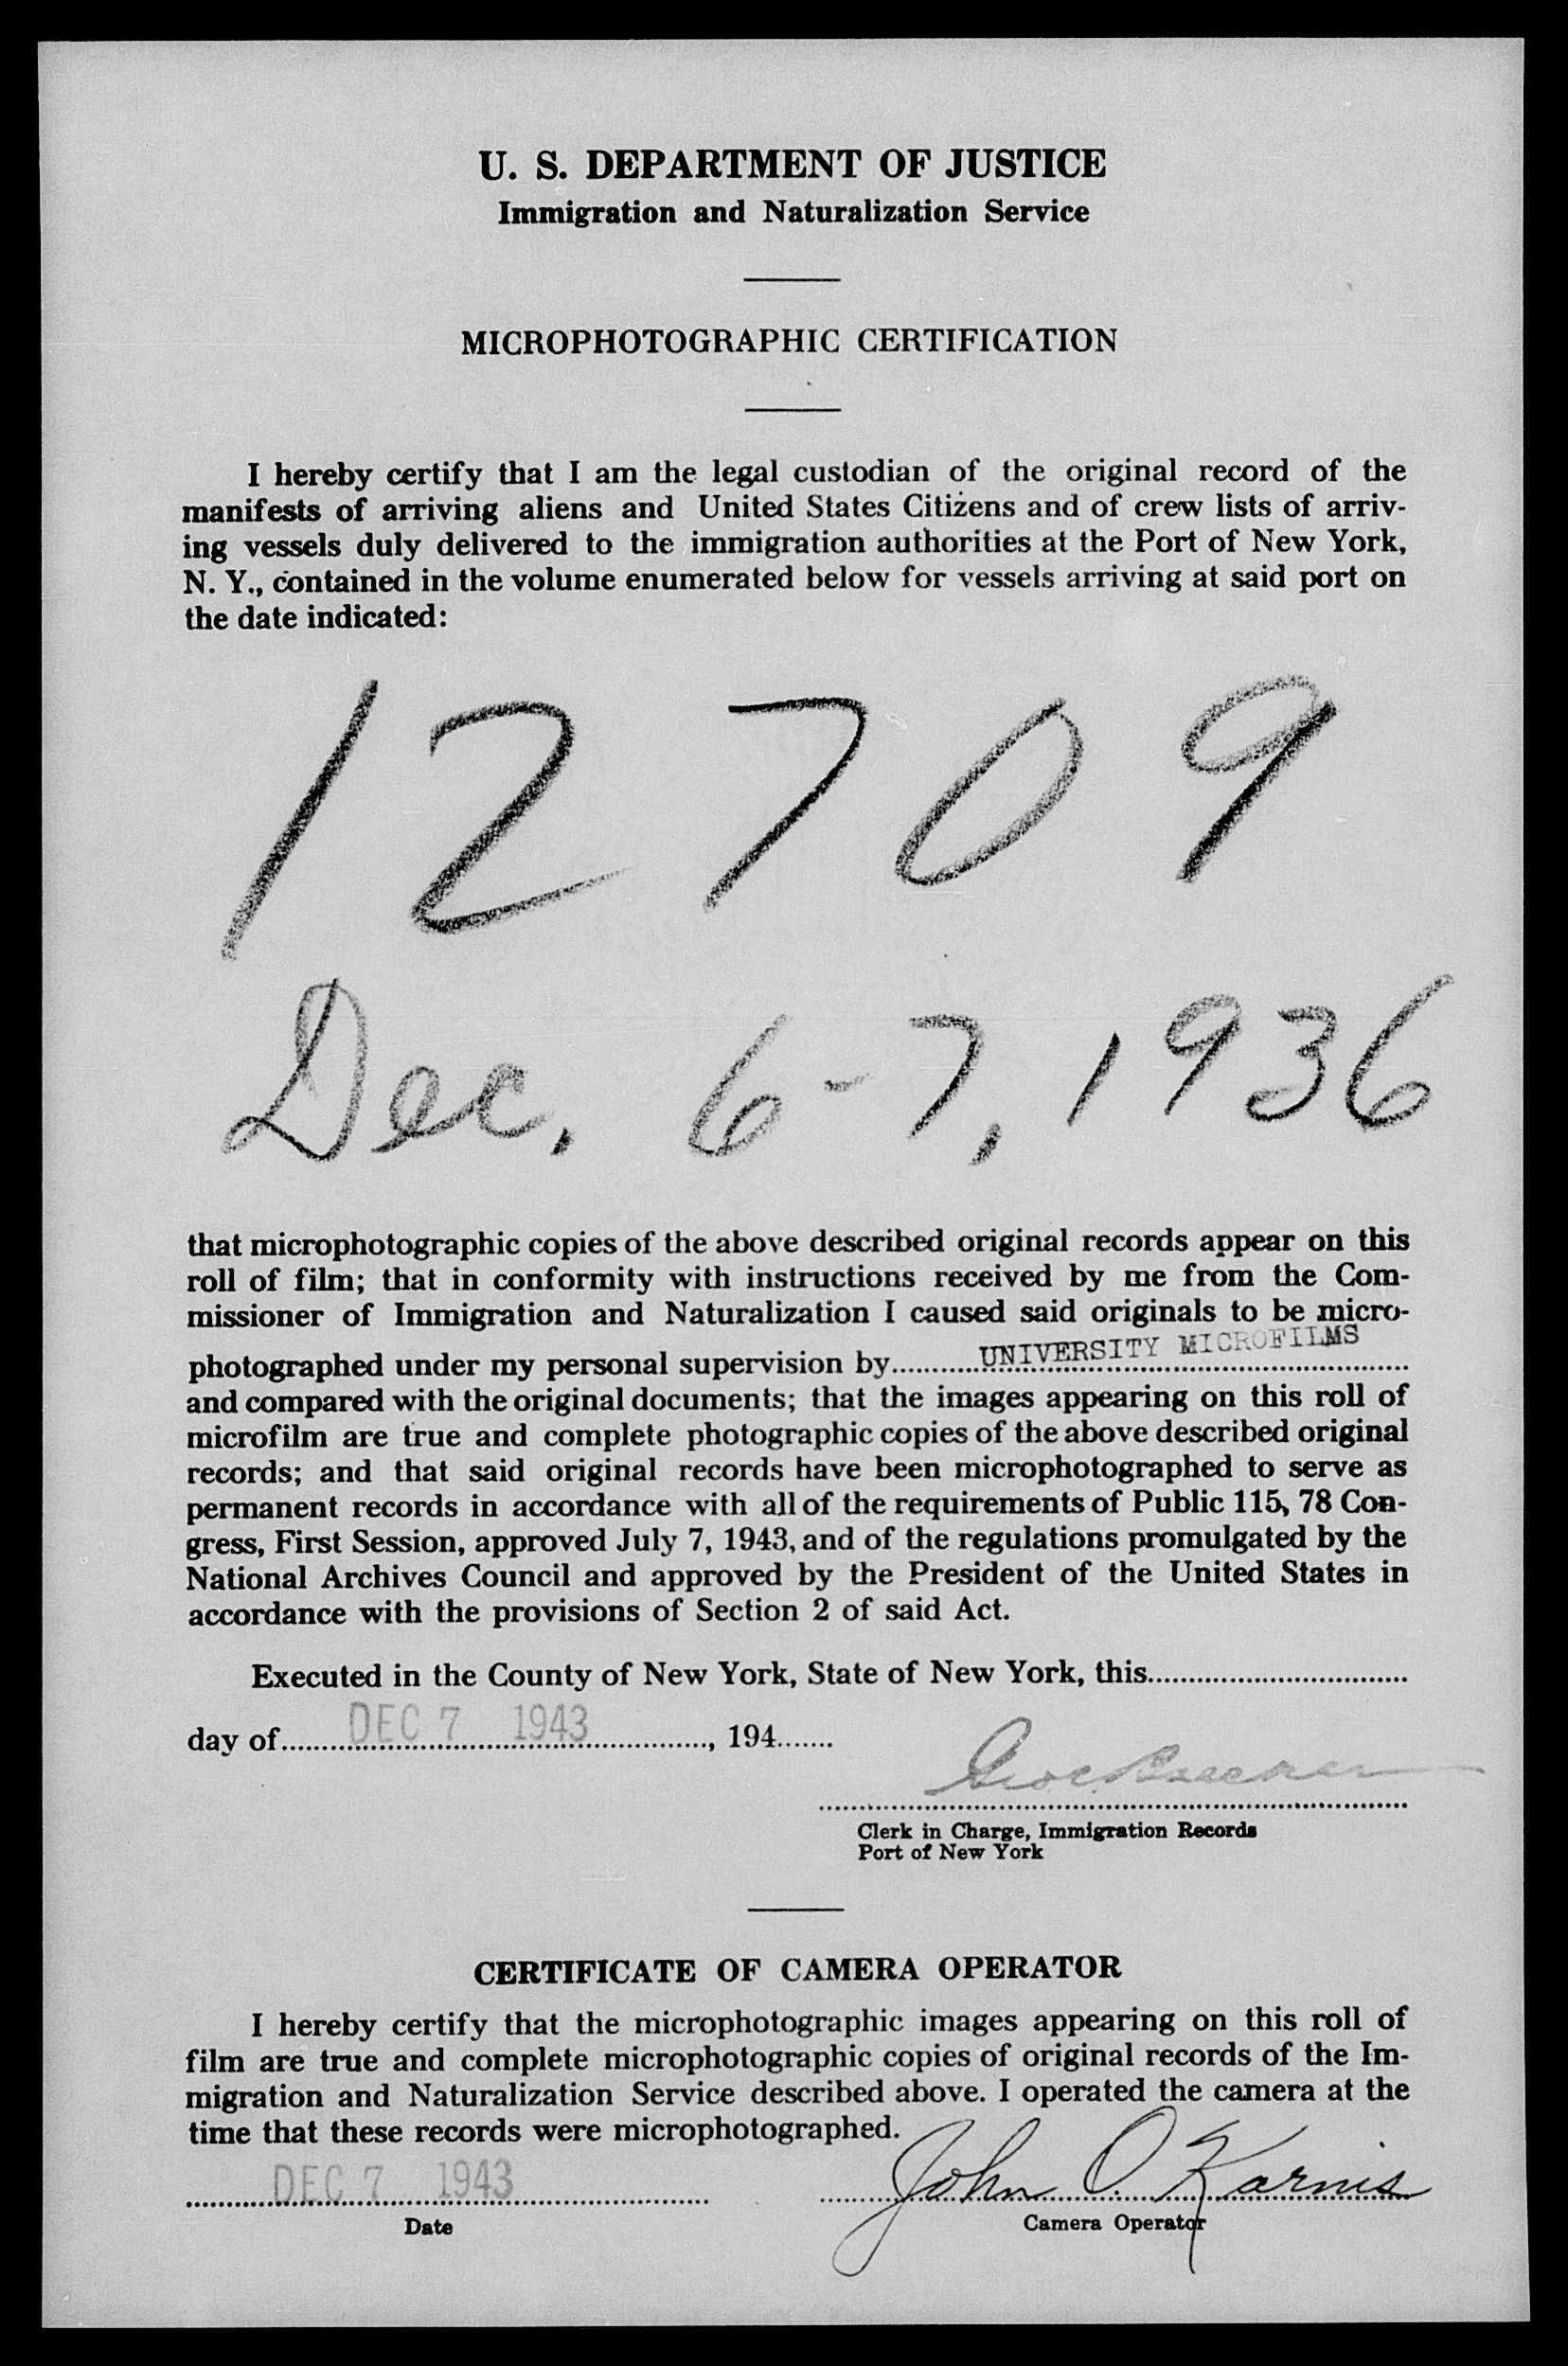 U. S. DEPARTMENT OF JUSTICE
Immigration and Naturalization Service
MICROPHOTOGRAPHIC CERTIFICATION
I hereby certify that I am the legal custodian of the original record of the
manifests of arriving aliens and United States Citizens and of crew lists of arriv-
ing vessels duly delivered to the immigration authorities at the Port of New York,
N. Y., contained in the volume enumerated below for vessels arriving at said port on
the date indicated:
12709
Dec. 6-7, 1936
that microphotographic copies of the above described original records appear on this
roll of film; that in conformity with instructions received by me from the Com-
missioner of Immigration and Naturalization I caused said originals to be micro-
photographed under my personal supervision by...........UNIVERSITY MICROFILMS
and compared with the original documents; that the images appearing on this roll of
microfilm are true and complete photographic copies of the above described original
records; and that said original records have been microphotographed to serve as
permanent records in accordance with all of the requirements of Public 115, 78 Con-
gress, First Session, approved July 7, 1943, and of the regulations promulgated by the
National Archives Council and approved by the President of the United States in
accordance with the provisions of Section 2 of said Act.
Executed in the County of New York, State of New York, this................................
day of........DEC 7 1943................, 194.......
Clerk in Charge, Immigration Records
Port of New York
CERTIFICATE OF CAMERA OPERATOR
I hereby certify that the microphotographic images appearing on this roll of
film are true and complete microphotographic copies of original records of the Im-
migration and Naturalization Service described above. I operated the camera at the
time that these records were microphotographed.
DEC 7 1943 John O. Karnis
Date Camera Operator